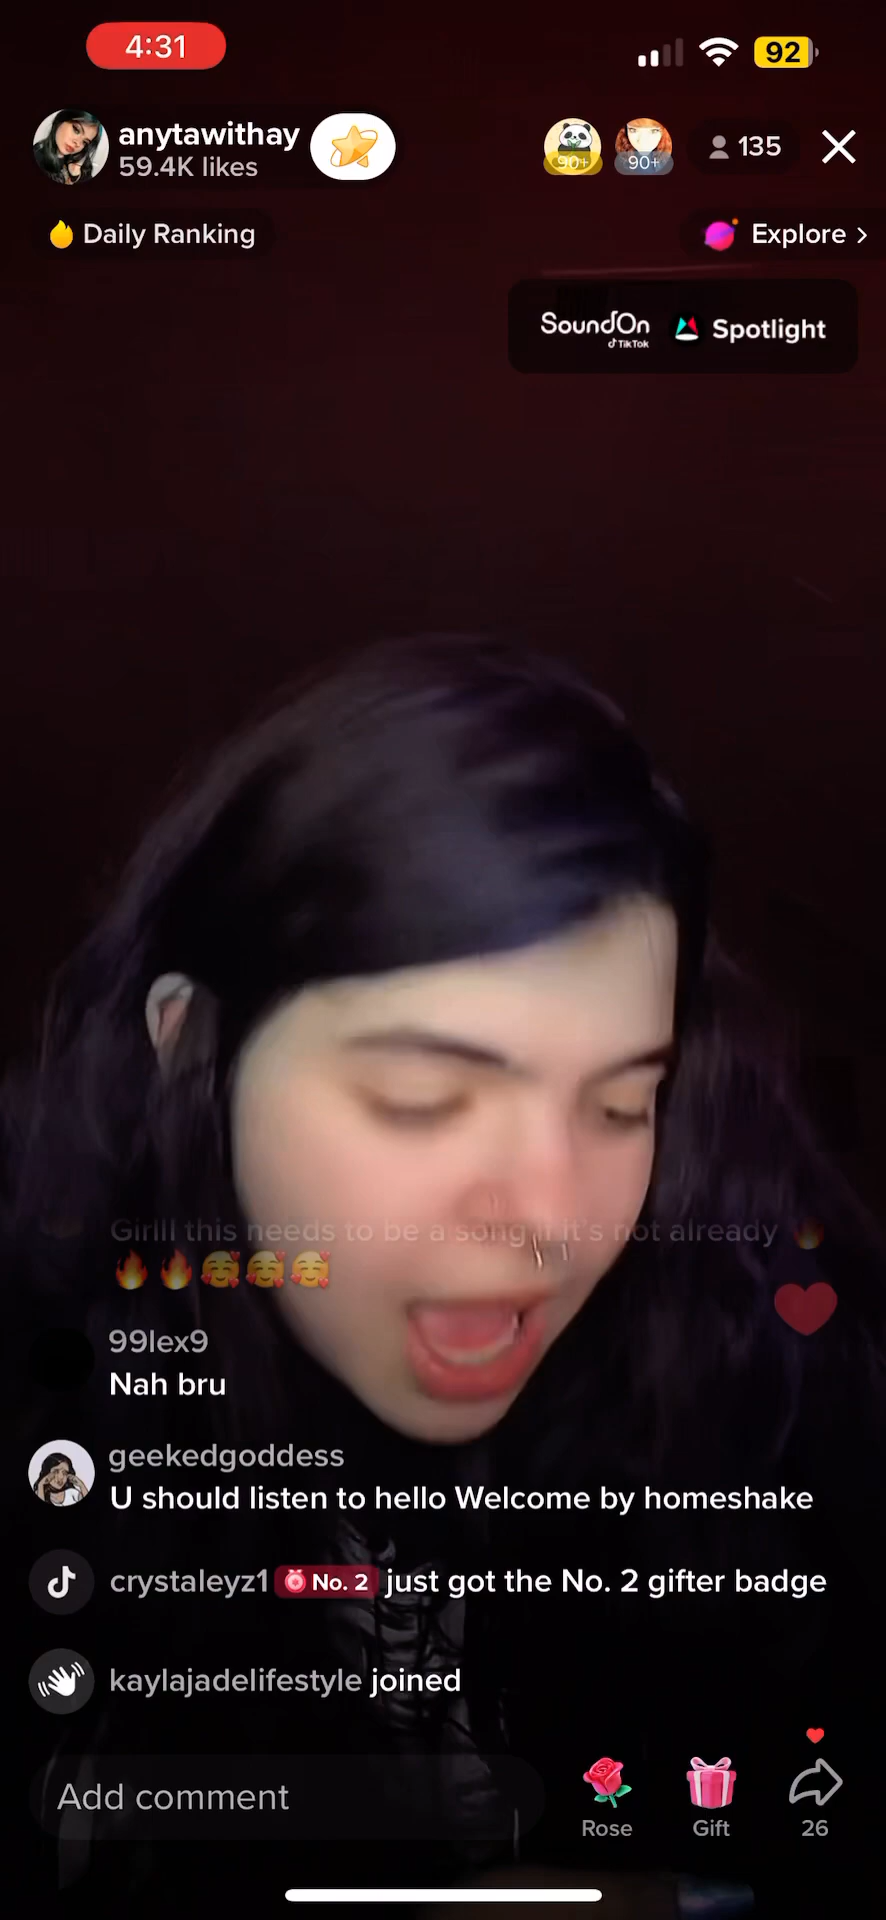 4:31
92
anytawithay
59.4K likes
90+
90+
135
Daily Ranking
Explore >
SoundOn
TikTok
Spotlight
Girlll this needs to be a song if it's not already 🔥
🔥🔥🥰🥰🥰
99lex9
Nah bru
geekedgoddess
U should listen to hello Welcome by homeshake
crystaleyz1 No. 2 just got the No. 2 gifter badge
kaylajadelifestyle joined
Add comment
Rose
Gift
26